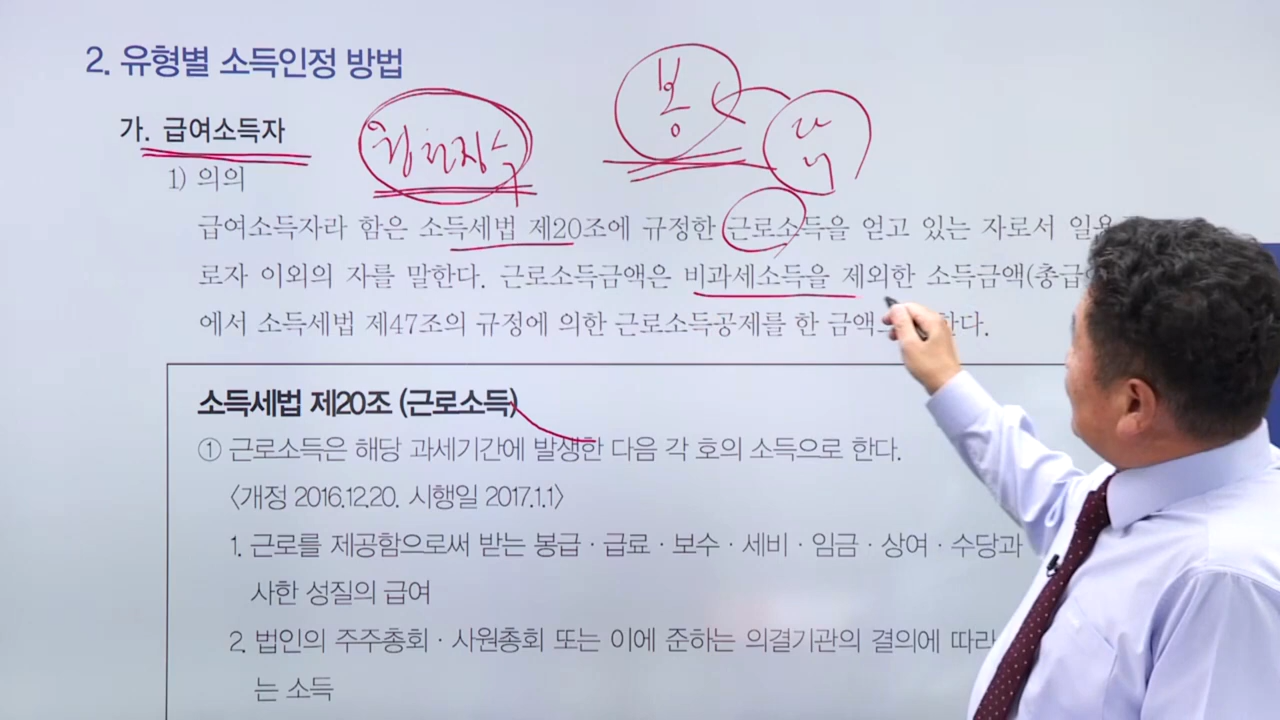 2. 유형별 소득인정 방법
가. 급여소득자
봉
1) 의의
급여소득자라 함은 소득세법 제20조에 규정한 근로소득을 얻고 있는 자로서
로자 이외의 자를 말한다. 근로소득금액은 비과세소득을 제외한 소득금액(총급
에서 소득세법 제47조의 규정에 의한 근로소득공제를 한 한다.
소득세법 제20조 (근로소득)
① 근로소득은 해당 과세기간에 발생한 다음 각 호의 소득으로 한다.
〈개정 2016.12.20. 시행일 2017.1.1〉
1. 근로를 제공함으로써 받는 봉급·급료·보수·세비·임금·상여·수당과
사한 성질의 급여
2. 법인의 주주총회·사원총회 또는 이에 준하는 의결기관의 결의에 따라
는 소득